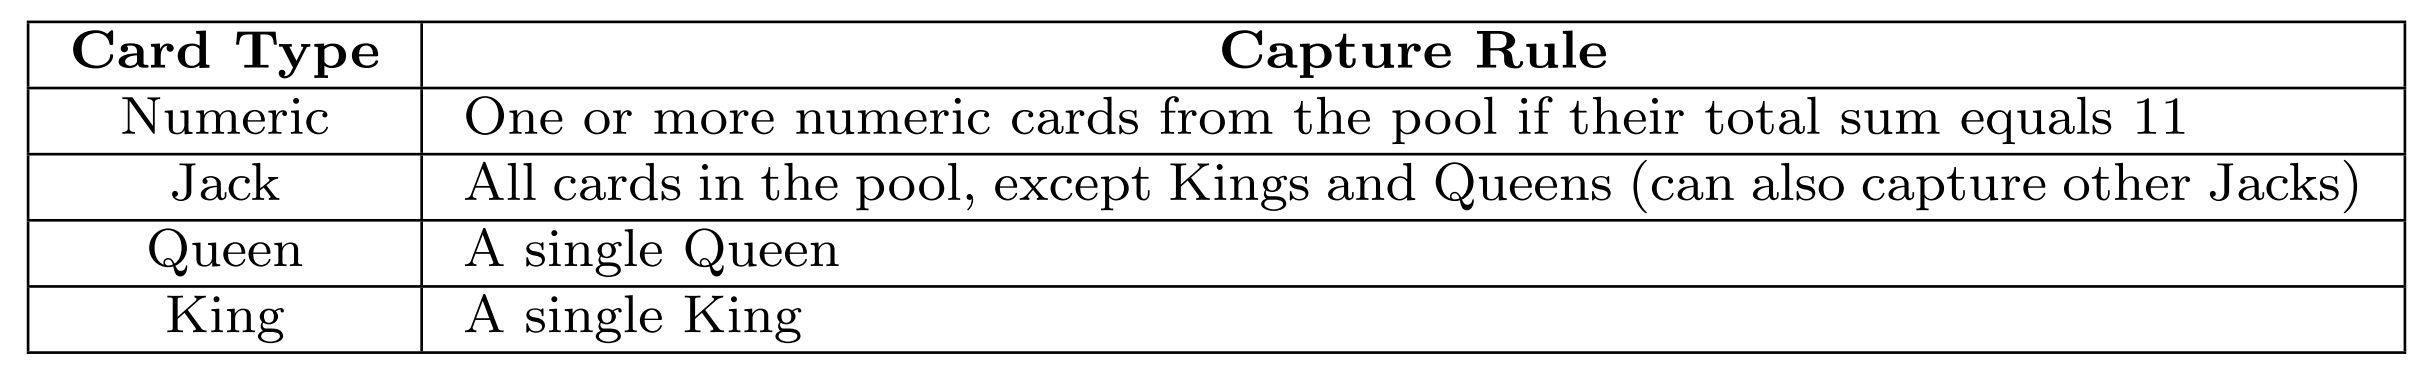 Card Type Capture Rule
Numeric One or more numeric cards from the pool if their total sum equals 11
Jack All cards in the pool, except Kings and Queens (can also capture other Jacks)
Queen A single Queen
King A single King